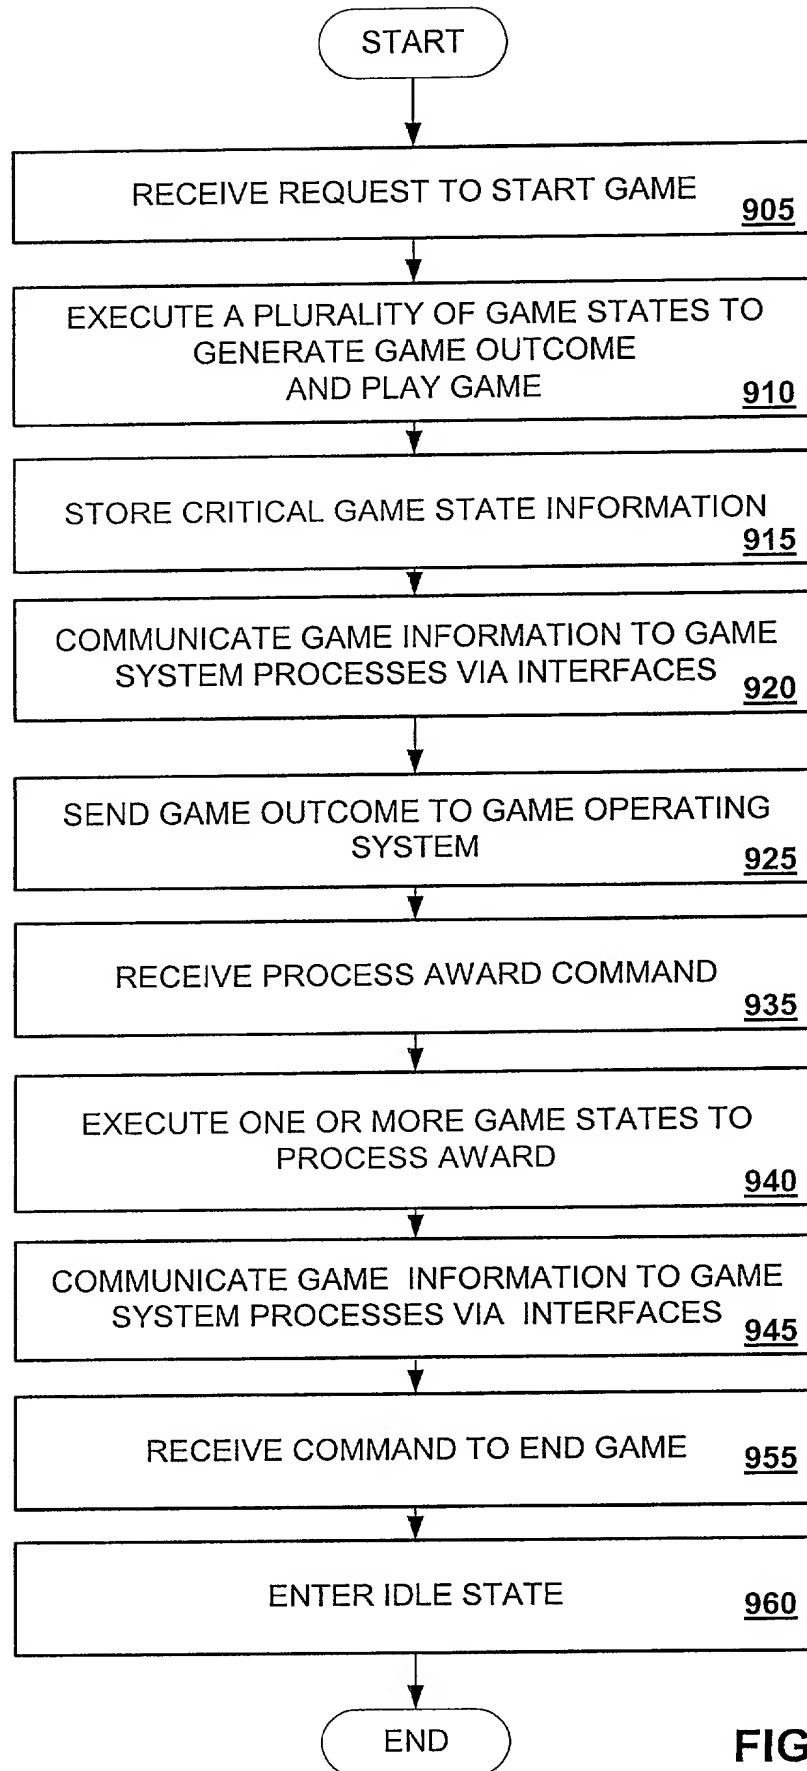 START
RECEIVE REQUEST TO START GAME
905
EXECUTE A PLURALITY OF GAME STATES TO
GENERATE GAME OUTCOME
AND PLAY GAME
910
STORE CRITICAL GAME STATE INFORMATION
915
COMMUNICATE GAME INFORMATION TO GAME
SYSTEM PROCESSES VIA INTERFACES
920
SEND GAME OUTCOME TO GAME OPERATING
SYSTEM
925
RECEIVE PROCESS AWARD COMMAND
935
EXECUTE ONE OR MORE GAME STATES TO
PROCESS AWARD
940
COMMUNICATE GAME INFORMATION TO GAME
SYSTEM PROCESSES VIA INTERFACES
945
RECEIVE COMMAND TO END GAME
955
ENTER IDLE STATE
960
END
FIG